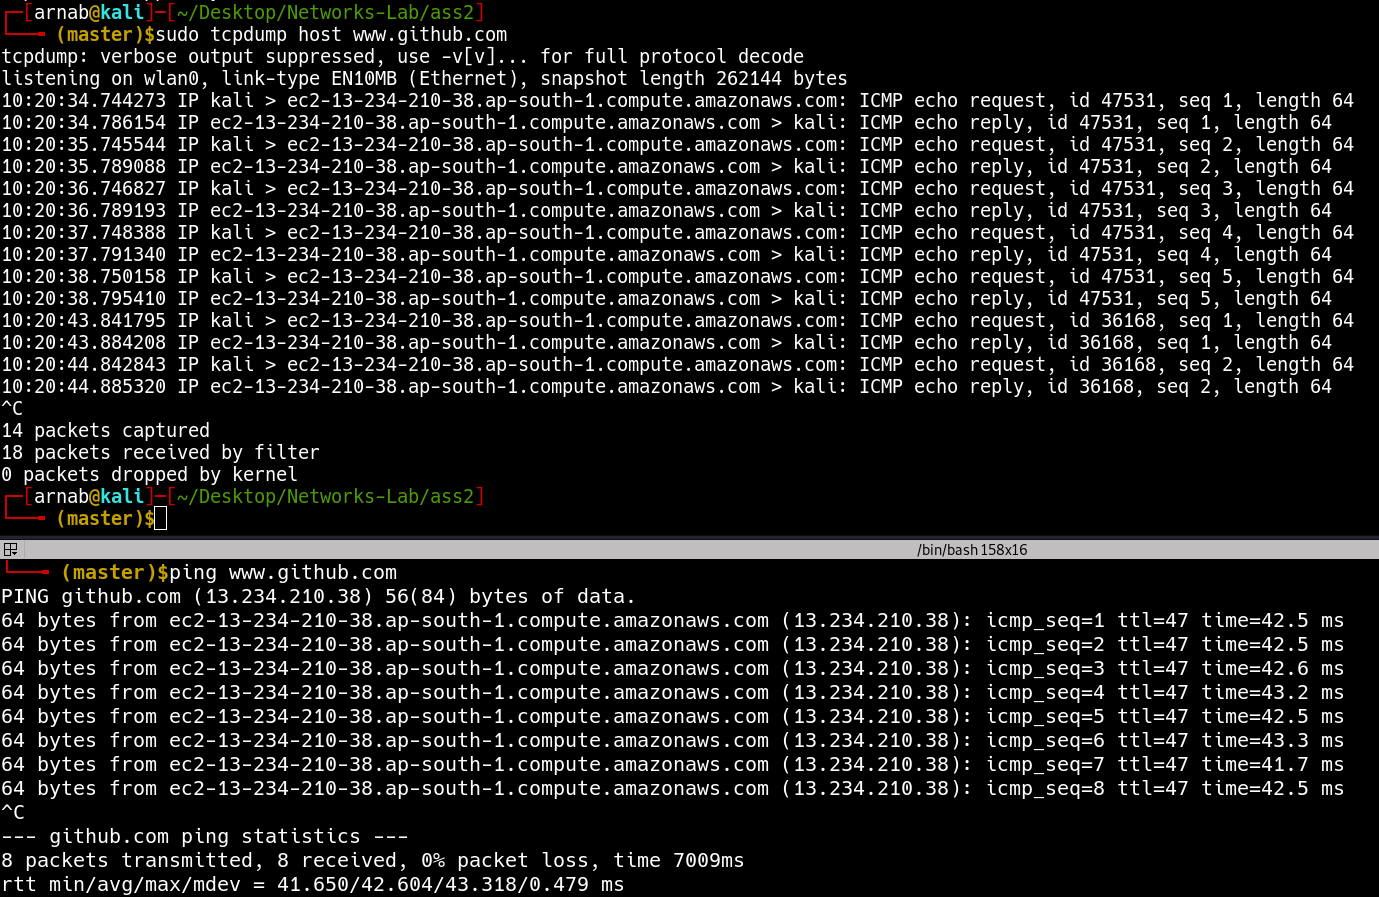 [arnab@kali]-[~/Desktop/Networks-Lab/ass2]
(master)$sudo tcpdump host www.github.com
tcpdump: verbose output suppressed, use -v[v]... for full protocol decode
listening on wlan0, link-type EN10MB (Ethernet), snapshot length 262144 bytes
10:20:34.744273 IP kali > ec2-13-234-210-38.ap-south-1.compute.amazonaws.com: ICMP echo request, id 47531, seq 1, length 64
10:20:34.786154 IP ec2-13-234-210-38.ap-south-1.compute.amazonaws.com > kali: ICMP echo reply, id 47531, seq 1, length 64
10:20:35.745544 IP kali > ec2-13-234-210-38.ap-south-1.compute.amazonaws.com: ICMP echo request, id 47531, seq 2, length 64
10:20:35.789088 IP ec2-13-234-210-38.ap-south-1.compute.amazonaws.com > kali: ICMP echo reply, id 47531, seq 2, length 64
10:20:36.746827 IP kali > ec2-13-234-210-38.ap-south-1.compute.amazonaws.com: ICMP echo request, id 47531, seq 3, length 64
10:20:36.789193 IP ec2-13-234-210-38.ap-south-1.compute.amazonaws.com > kali: ICMP echo reply, id 47531, seq 3, length 64
10:20:37.748388 IP kali > ec2-13-234-210-38.ap-south-1.compute.amazonaws.com: ICMP echo request, id 47531, seq 4, length 64
10:20:37.791340 IP ec2-13-234-210-38.ap-south-1.compute.amazonaws.com > kali: ICMP echo reply, id 47531, seq 4, length 64
10:20:38.750158 IP kali > ec2-13-234-210-38.ap-south-1.compute.amazonaws.com: ICMP echo request, id 47531, seq 5, length 64
10:20:38.795410 IP ec2-13-234-210-38.ap-south-1.compute.amazonaws.com > kali: ICMP echo reply, id 47531, seq 5, length 64
10:20:43.841795 IP kali > ec2-13-234-210-38.ap-south-1.compute.amazonaws.com: ICMP echo request, id 36168, seq 1, length 64
10:20:43.884208 IP ec2-13-234-210-38.ap-south-1.compute.amazonaws.com > kali: ICMP echo reply, id 36168, seq 1, length 64
10:20:44.842843 IP kali > ec2-13-234-210-38.ap-south-1.compute.amazonaws.com: ICMP echo request, id 36168, seq 2, length 64
10:20:44.885320 IP ec2-13-234-210-38.ap-south-1.compute.amazonaws.com > kali: ICMP echo reply, id 36168, seq 2, length 64
^C
14 packets captured
18 packets received by filter
0 packets dropped by kernel
[arnab@kali]-[~/Desktop/Networks-Lab/ass2]
(master)$
/bin/bash 158x16
(master)$ping www.github.com
PING github.com (13.234.210.38) 56(84) bytes of data.
64 bytes from ec2-13-234-210-38.ap-south-1.compute.amazonaws.com (13.234.210.38): icmp_seq=1 ttl=47 time=42.5 ms
64 bytes from ec2-13-234-210-38.ap-south-1.compute.amazonaws.com (13.234.210.38): icmp_seq=2 ttl=47 time=42.5 ms
64 bytes from ec2-13-234-210-38.ap-south-1.compute.amazonaws.com (13.234.210.38): icmp_seq=3 ttl=47 time=42.6 ms
64 bytes from ec2-13-234-210-38.ap-south-1.compute.amazonaws.com (13.234.210.38): icmp_seq=4 ttl=47 time=43.2 ms
64 bytes from ec2-13-234-210-38.ap-south-1.compute.amazonaws.com (13.234.210.38): icmp_seq=5 ttl=47 time=42.5 ms
64 bytes from ec2-13-234-210-38.ap-south-1.compute.amazonaws.com (13.234.210.38): icmp_seq=6 ttl=47 time=43.3 ms
64 bytes from ec2-13-234-210-38.ap-south-1.compute.amazonaws.com (13.234.210.38): icmp_seq=7 ttl=47 time=41.7 ms
64 bytes from ec2-13-234-210-38.ap-south-1.compute.amazonaws.com (13.234.210.38): icmp_seq=8 ttl=47 time=42.5 ms
^C
--- github.com ping statistics ---
8 packets transmitted, 8 received, 0% packet loss, time 7009ms
rtt min/avg/max/mdev = 41.650/42.604/43.318/0.479 ms